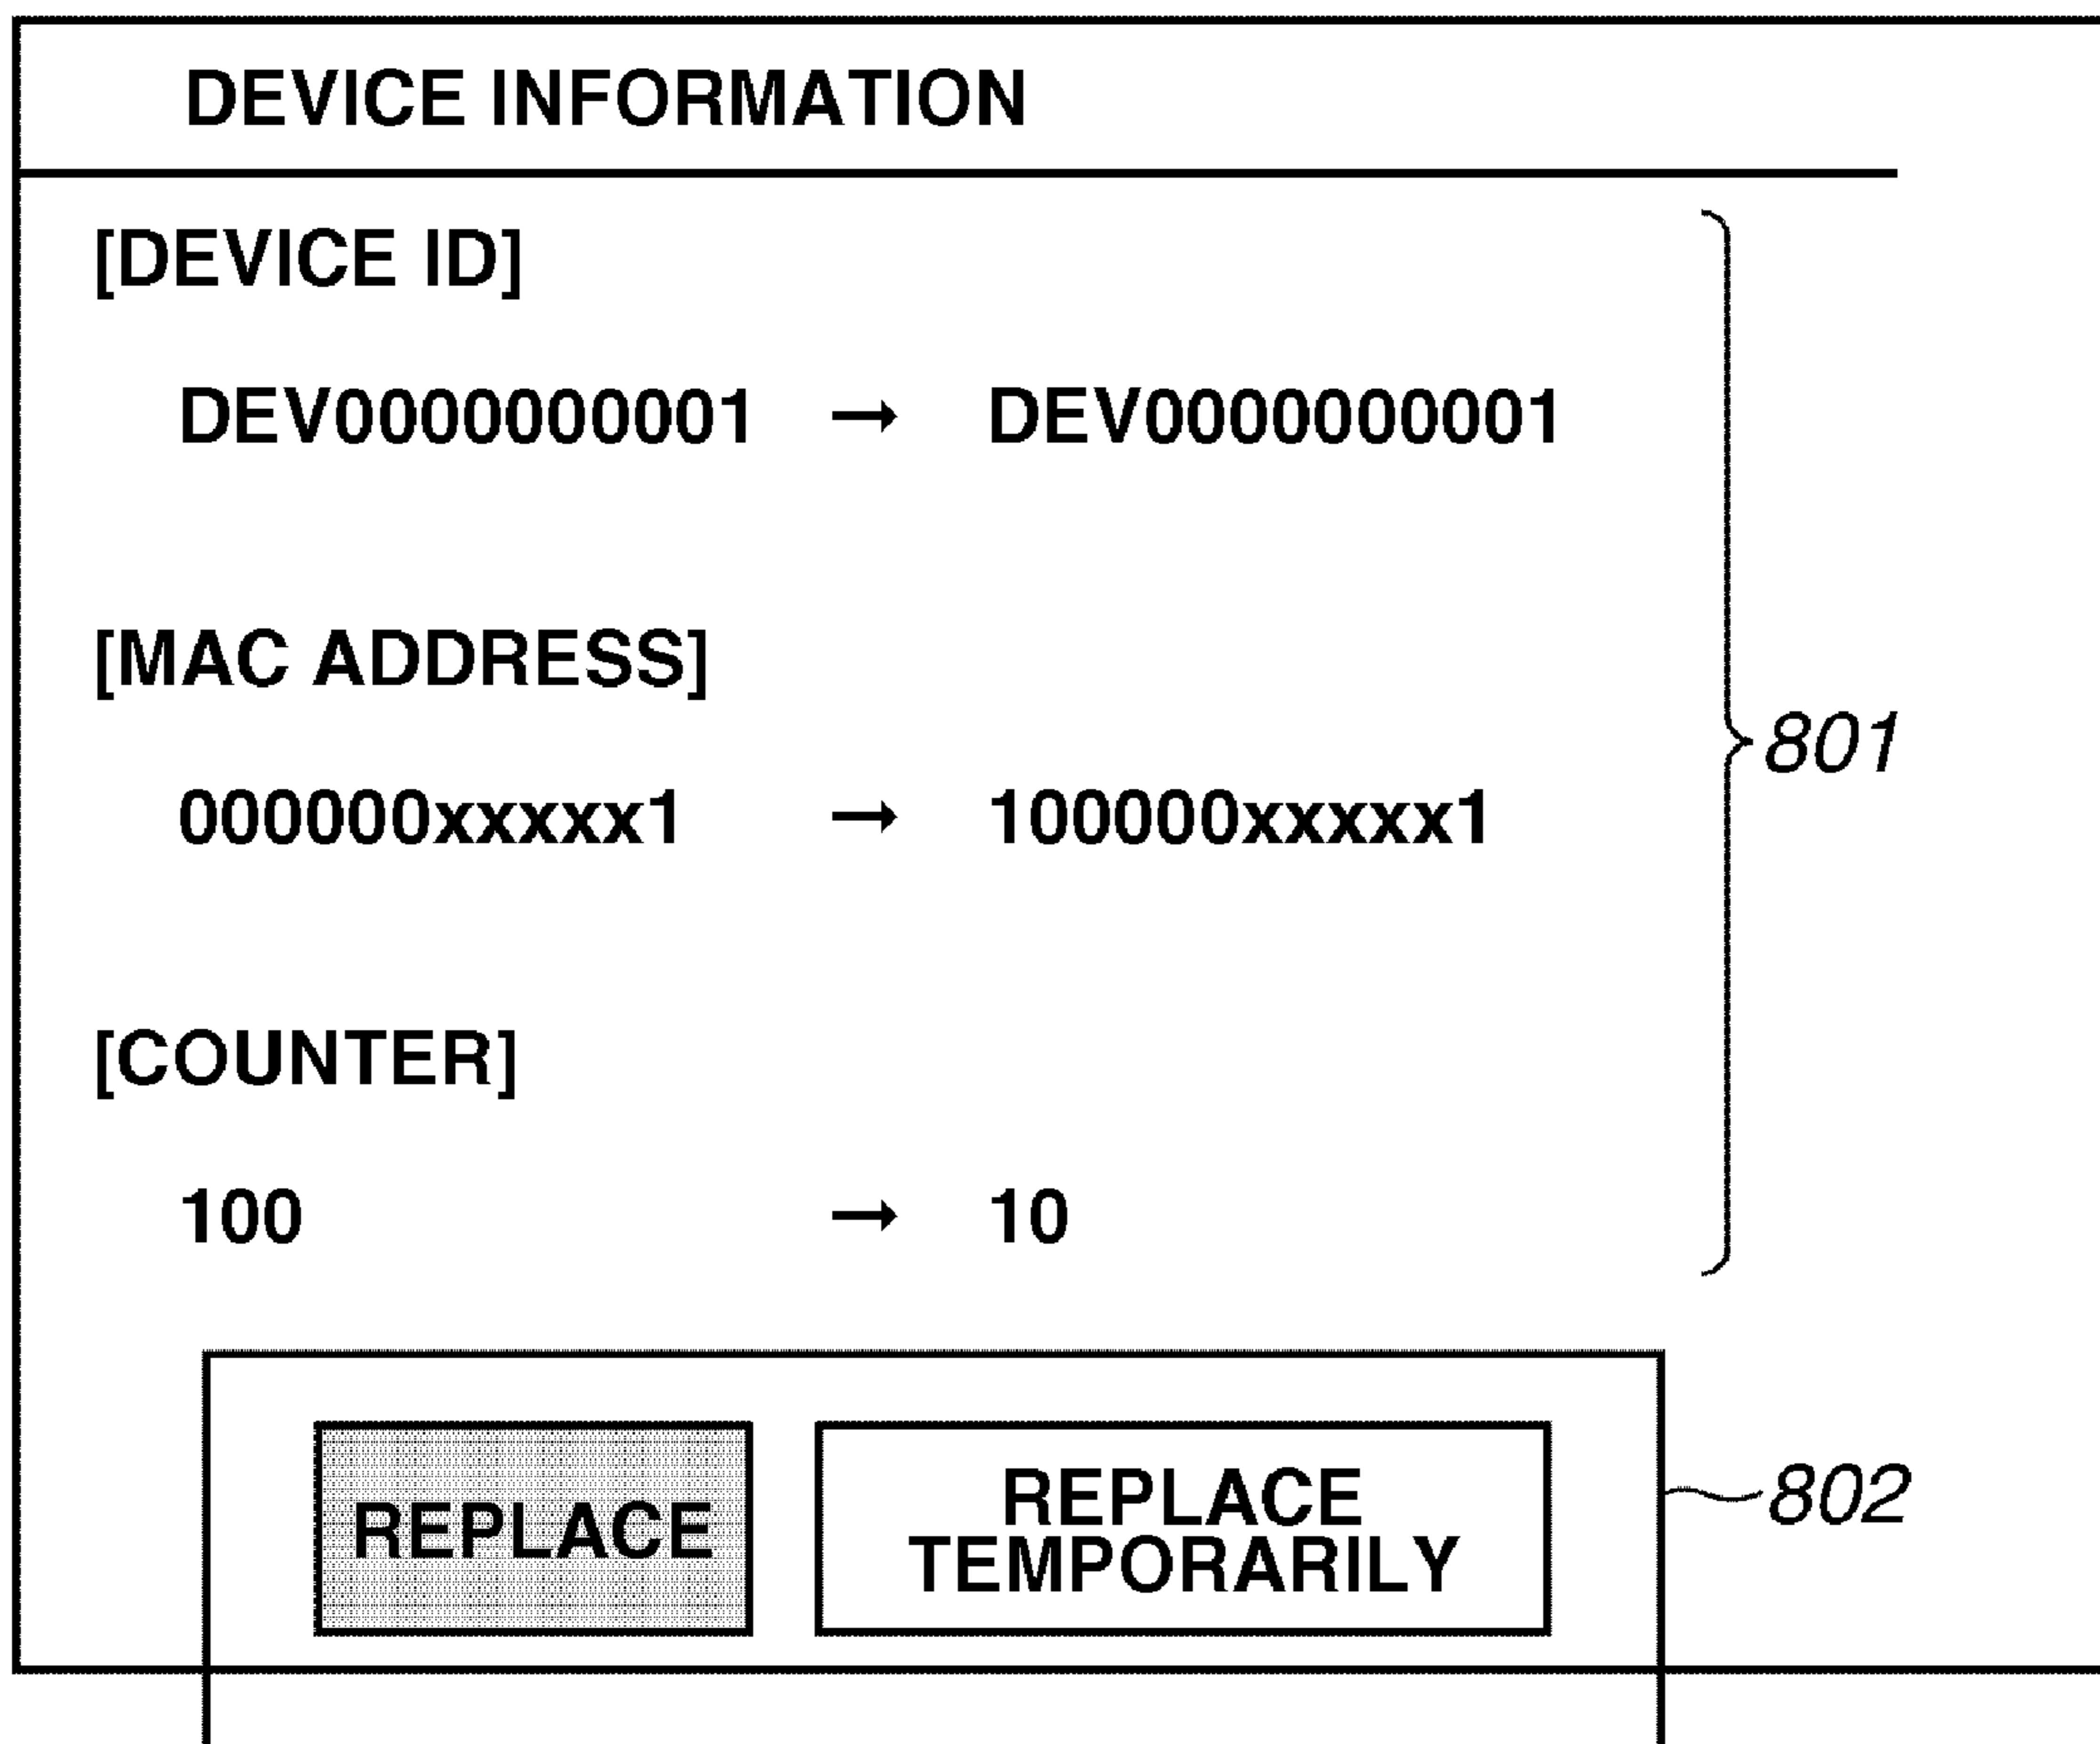 DEVICE INFORMATION
[DEVICE ID]
DEV0000000001 → DEV0000000001
[MAC ADDRESS]
000000xxxxx1 → 100000xxxxx1
801
[COUNTER]
100 → 10
REPLACE
REPLACE
TEMPORARILY
802